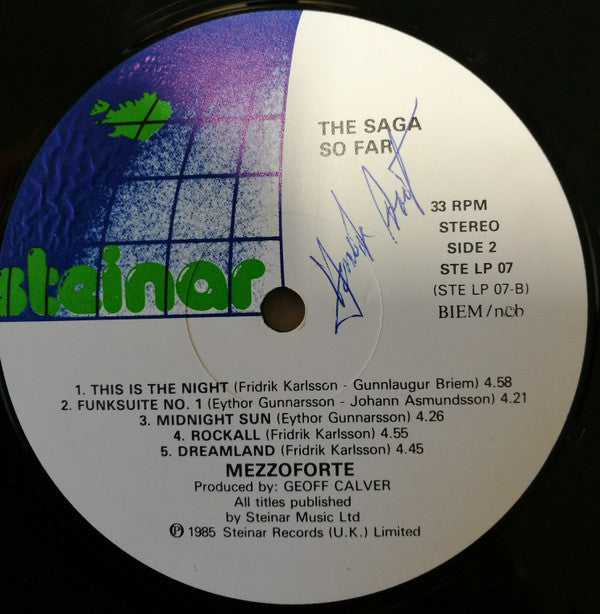 steinar
THE SAGA
SO FAR
33 RPM
STEREO
SIDE 2
STE LP 07
(STE LP 07-B)
BIEM/ncb
1. THIS IS THE NIGHT (Fridrik Karlsson - Gunnlaugur Briem) 4.58
2. FUNKSUITE NO. 1 (Eythor Gunnarsson - Johann Asmundsson) 4.21
3. MIDNIGHT SUN (Eythor Gunnarsson) 4.26
4. ROCKALL (Fridrik Karlsson) 4.55
5. DREAMLAND (Fridrik Karlsson) 4.45
MEZZOFORTE
Produced by: GEOFF CALVER
All titles published
by Steinar Music Ltd
℗ 1985 Steinar Records (U.K.) Limited